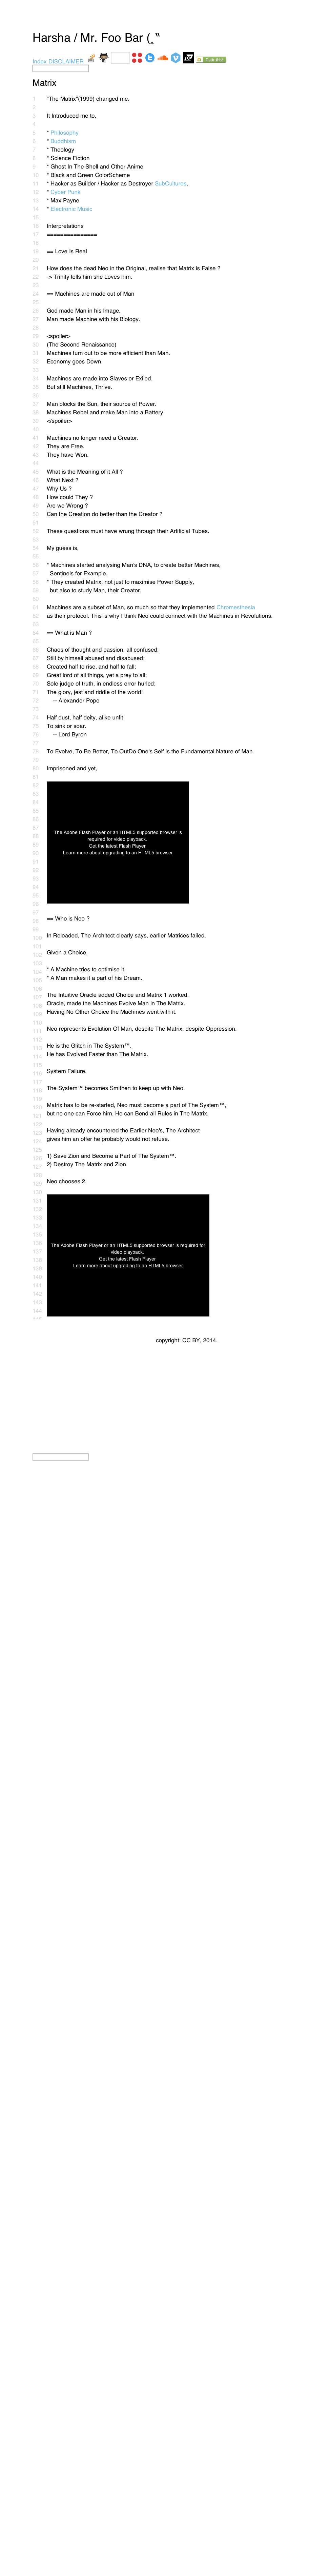 Harsha / Mr. Foo Bar (
Index DISCLAIMER.
Matrix
1 "The Matrix"(1999) changed me.
2
3 It Introduced me to,
4
5 * Philosophy
6 * Buddhism
7 * Theology
8 * Science Fiction
9 * Ghost In The Shell and Other Anime
10 * Black and Green ColorScheme
11 * Hacker as Builder / Hacker as Destroyer SubCultures.
12 * Cyber Punk
13 * Max Payne
14 * Electronic Music
15
16 Interpretations
17 ===============
18
19 == Love Is Real
20
21 How does the dead Neo in the Original, realise that Matrix is False ?
22 -> Trinity tells him she Loves him.
23
24 == Machines are made out of Man
25
26 God made Man in his Image.
27 Man made Machine with his Biology.
28
29 <spoiler>
30 (The Second Renaissance)
31 Machines turn out to be more efficient than Man.
32 Economy goes Down.
33
34 Machines are made into Slaves or Exiled.
35 But still Machines, Thrive.
36
37 Man blocks the Sun, their source of Power.
38 Machines Rebel and make Man into a Battery.
39 </spoiler>
40
41 Machines no longer need a Creator.
42 They are Free.
43 They have Won.
44
45 What is the Meaning of it All ?
46 What Next ?
47 Why Us ?
48 How could They ?
49 Are we Wrong ?
50 Can the Creation do better than the Creator ?
51
52 These questions must have wrung through their Artificial Tubes.
53
54 My guess is,
55
56 * Machines started analysing Man's DNA, to create better Machines,
57 Sentinels for Example.
58 * They created Matrix, not just to maximise Power Supply,
59 but also to study Man, their Creator.
60
61 Machines are a subset of Man, so much so that they implemented Chromesthesia
62 as their protocol. This is why I think Neo could connect with the Machines in Revolutions.
63
64 == What is Man ?
65
66 Chaos of thought and passion, all confused;
67 Still by himself abused and disabused;
68 Created half to rise, and half to fall;
69 Great lord of all things, yet a prey to all;
70 Sole judge of truth, in endless error hurled;
71 The glory, jest and riddle of the world!
72 -- Alexander Pope
73
74 Half dust, half deity, alike unfit
75 To sink or soar.
76 -- Lord Byron
77
78 To Evolve, To Be Better, To OutDo One's Self is the Fundamental Nature of Man.
79
80 Imprisoned and yet,
81
82
83
84
85
86
87
88
89
90
91
92
93
94
95
96
The Adobe Flash Player or an HTML5 supported browser is
required for video playback.
Get the latest Flash Player
Learn more about upgrading to an HTML5 browser
97
98 == Who is Neo ?
99
100 In Reloaded, The Architect clearly says, earlier Matrices failed.
101
102 Given a Choice,
103
104 * A Machine tries to optimise it.
105 * A Man makes it a part of his Dream.
106
107 The Intuitive Oracle added Choice and Matrix 1 worked.
108 Oracle, made the Machines Evolve Man in The Matrix.
109 Having No Other Choice the Machines went with it.
110
111 Neo represents Evolution Of Man, despite The Matrix, despite Oppression.
112
113 He is the Glitch in The System™.
114 He has Evolved Faster than The Matrix.
115
116 System Failure.
117
118 The System™ becomes Smithen to keep up with Neo.
119
120 Matrix has to be re-started, Neo must become a part of The System™,
121 but no one can Force him. He can Bend all Rules in The Matrix.
122
123 Having already encountered the Earlier Neo's, The Architect
124 gives him an offer he probably would not refuse.
125
126 1) Save Zion and Become a Part of The System™.
127 2) Destroy The Matrix and Zion.
128
129 Neo chooses 2.
130
131
132
133
134
135
136
137
138
139
140
141
142
143
144
The Adobe Flash Player or an HTML5 supported browser is required for
video playback.
Get the latest Flash Player
Learn more about upgrading to an HTML5 browser
copyright: CC BY, 2014.